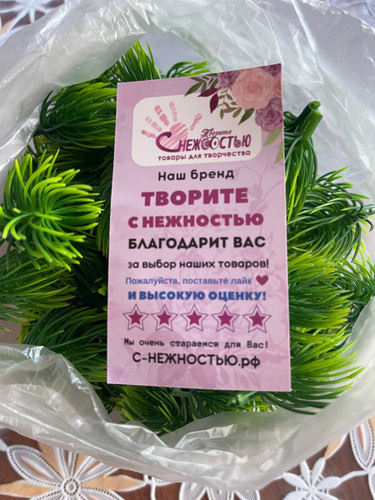 Творите
С НЕЖНОСТЬЮ
товары для творчества
Наш бренд
ТВОРИТЕ
С НЕЖНОСТЬЮ
БЛАГОДАРИТ ВАС
за выбор наших товаров!
Пожалуйста, поставьте лайк
И ВЫСОКУЮ ОЦЕНКУ!
Мы очень стараемся для Вас!
С-НЕЖНОСТЬЮ.рф